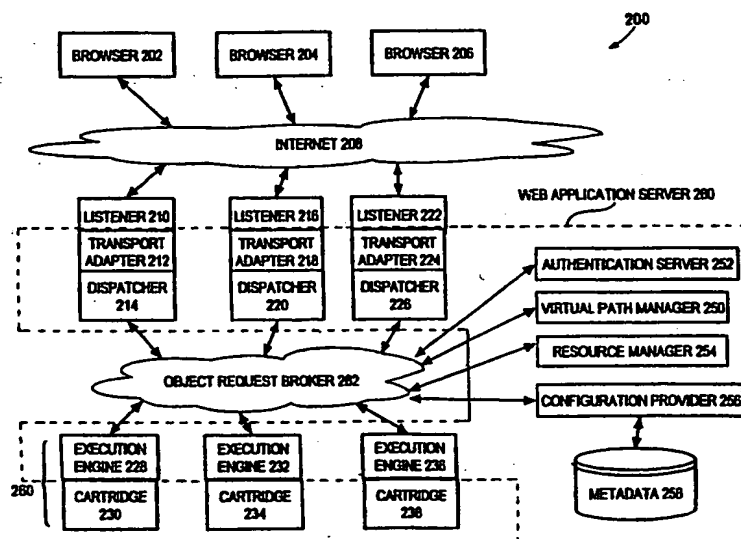 200
BROWSER 202
BROWSER 204
BROWSER 206
INTERNET 208
WEB APPLICATION SERVER 280
LISTENER 210
TRANSPORT
ADAPTER 212
DISPATCHER
214
LISTENER 216
TRANSPORT
ADAPTER 218
DISPATCHER
220
LISTENER 222
TRANSPORT
ADAPTER 224
DISPATCHER
226
AUTHENTICATION SERVER 252
VIRTUAL PATH MANAGER 250
RESOURCE MANAGER 254
CONFIGURATION PROVIDER 256
METADATA 258
OBJECT REQUEST BROKER 282
260
EXECUTION
ENGINE 228
CARTRIDGE
230
EXECUTION
ENGINE 232
CARTRIDGE
234
EXECUTION
ENGINE 236
CARTRIDGE
238